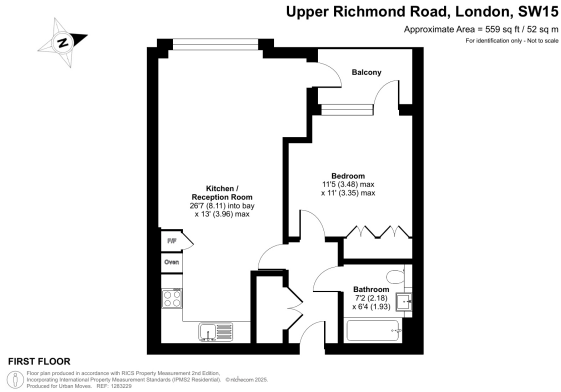 Upper Richmond Road, London, SW15
Approximate Area = 559 sq ft / 52 sq m
For identification only - Not to scale
N
Balcony
Bedroom
11'5 (3.48) max
x 11' (3.35) max
Kitchen /
Reception Room
26'7 (8.11) into bay
x 13' (3.96) max
F/F
Oven
Bathroom
7'2 (2.18)
x 6'4 (1.93)
FIRST FLOOR
Floor plan produced in accordance with RICS Property Measurement 2nd Edition,
Incorporating International Property Measurement Standards (IPMS2 Residential). © nichecom 2025.
Produced for Urban Moves. REF: 1283229